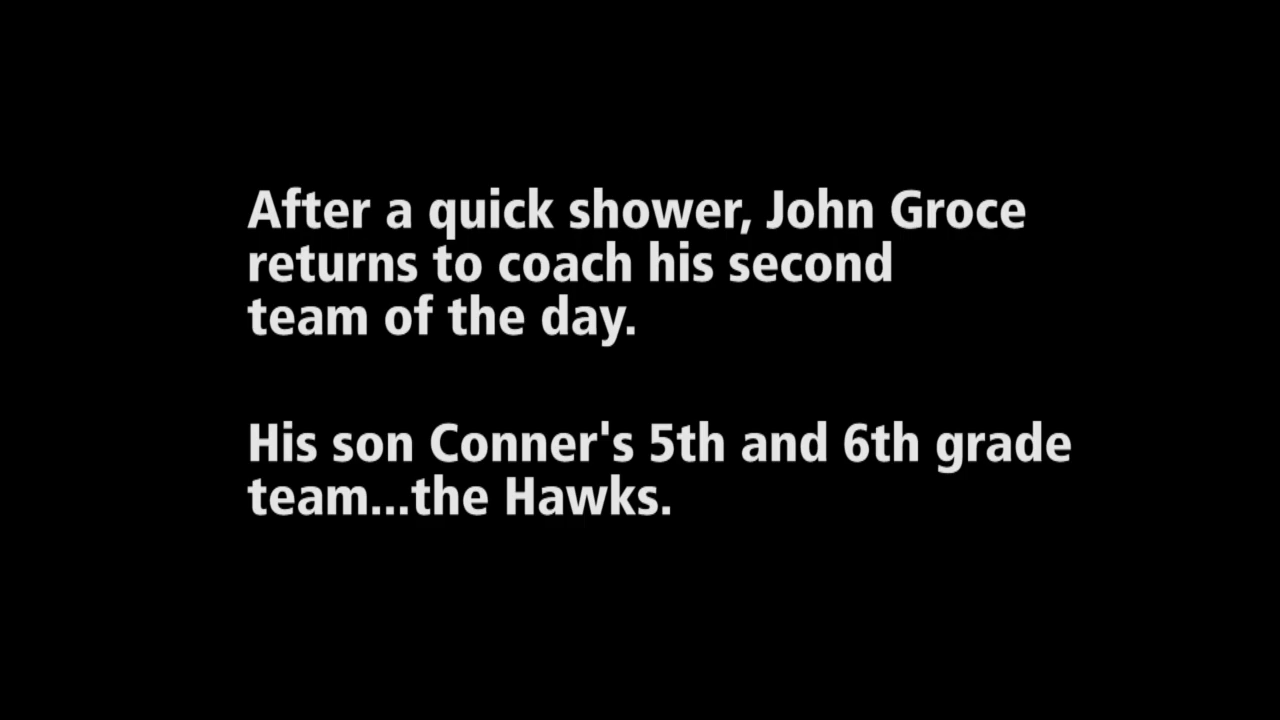 After a quick shower, John Groce
returns to coach his second
team of the day.
His son Conner's 5th and 6th grade
team...the Hawks.